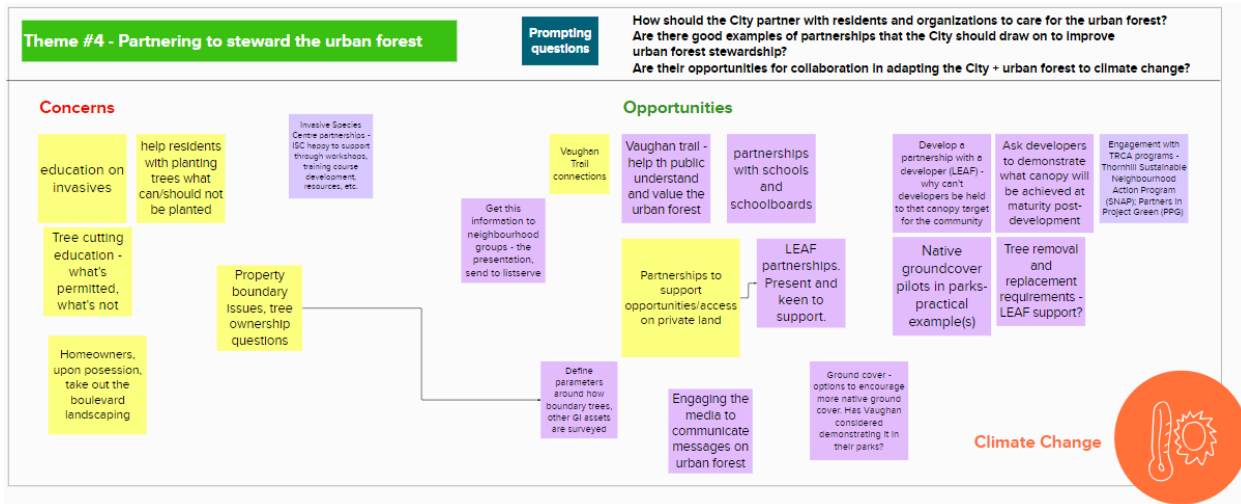 Theme #4 - Partnering to steward the urban forest
Prompting
questions
How should the City partner with residents and organizations to care for the urban forest?
Are there good examples of partnerships that the City should draw on to improve
urban forest stewardship?
Are their opportunities for collaboration in adapting the City + urban forest to climate change?
Concerns
education on
invasives
help residents
with planting
trees what
can/should not
be planted
Invasive Species
Centre partnerships -
ISC happy to support
through workshops,
training course
development,
resources, etc.
Tree cutting
education -
what's
permitted,
what's not
Property
boundary
issues, tree
ownership
questions
Homeowners,
upon posession,
take out the
boulevard
landscaping
Get this
information to
neighbourhood
groups - the
presentation,
send to listserve
Vaughan
Trail
connections
Define
parameters
around how
boundary trees,
other GI assets
are surveyed
Opportunities
Vaughan trail -
help th public
understand
and value the
urban forest
partnerships
with schools
and
schoolboards
Develop a
partnership with a
developer (LEAF) -
why can't
developers be held
to that canopy target
for the community
Ask developers
to demonstrate
what canopy will
be achieved at
maturity post-
development
Engagement with
TRCA programs -
Thornhill Sustainable
Neighbourhood
Action Program
(SNAP); Partners in
Project Green (PPG)
Partnerships to
support
opportunities/access
on private land
LEAF
partnerships.
Present and
keen to
support.
Native
groundcover
pilots in parks-
practical
example(s)
Tree removal
and
replacement
requirements -
LEAF support?
Engaging the
media to
communicate
messages on
urban forest
Ground cover -
options to encourage
more native ground
cover. Has Vaughan
considered
demonstrating it in
their parks?
Climate Change